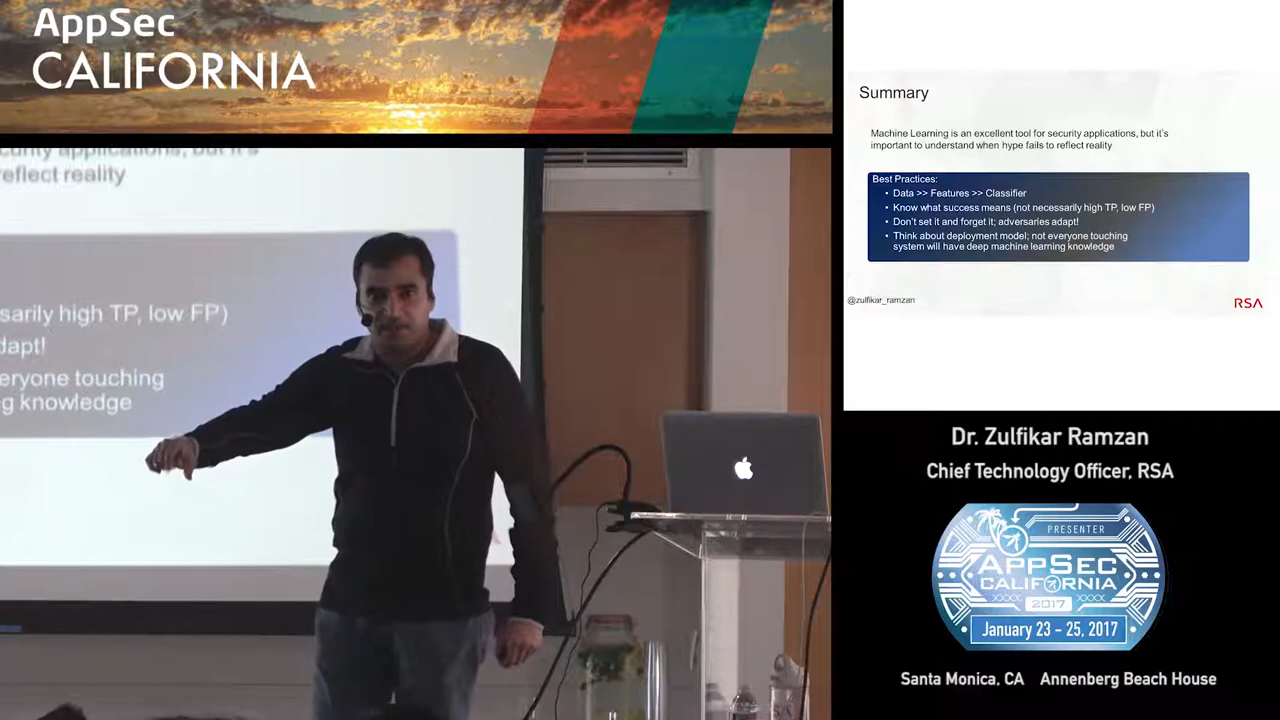 AppSec
CALIFORNIA
curity applications, but it's
reflect reality
sarily high TP, low FP)
dapt!
eryone touching
g knowledge
Summary
Machine Learning is an excellent tool for security applications, but it's
important to understand when hype fails to reflect reality
Best Practices:
• Data >> Features >> Classifier
• Know what success means (not necessarily high TP, low FP)
• Don't set it and forget it; adversaries adapt!
• Think about deployment model; not everyone touching
system will have deep machine learning knowledge
@zulfikar_ramzan
RSA
Dr. Zulfikar Ramzan
Chief Technology Officer, RSA
PRESENTER
APPSEC
CALIFORNIA
2017
January 23 - 25, 2017
Santa Monica, CA Annenberg Beach House